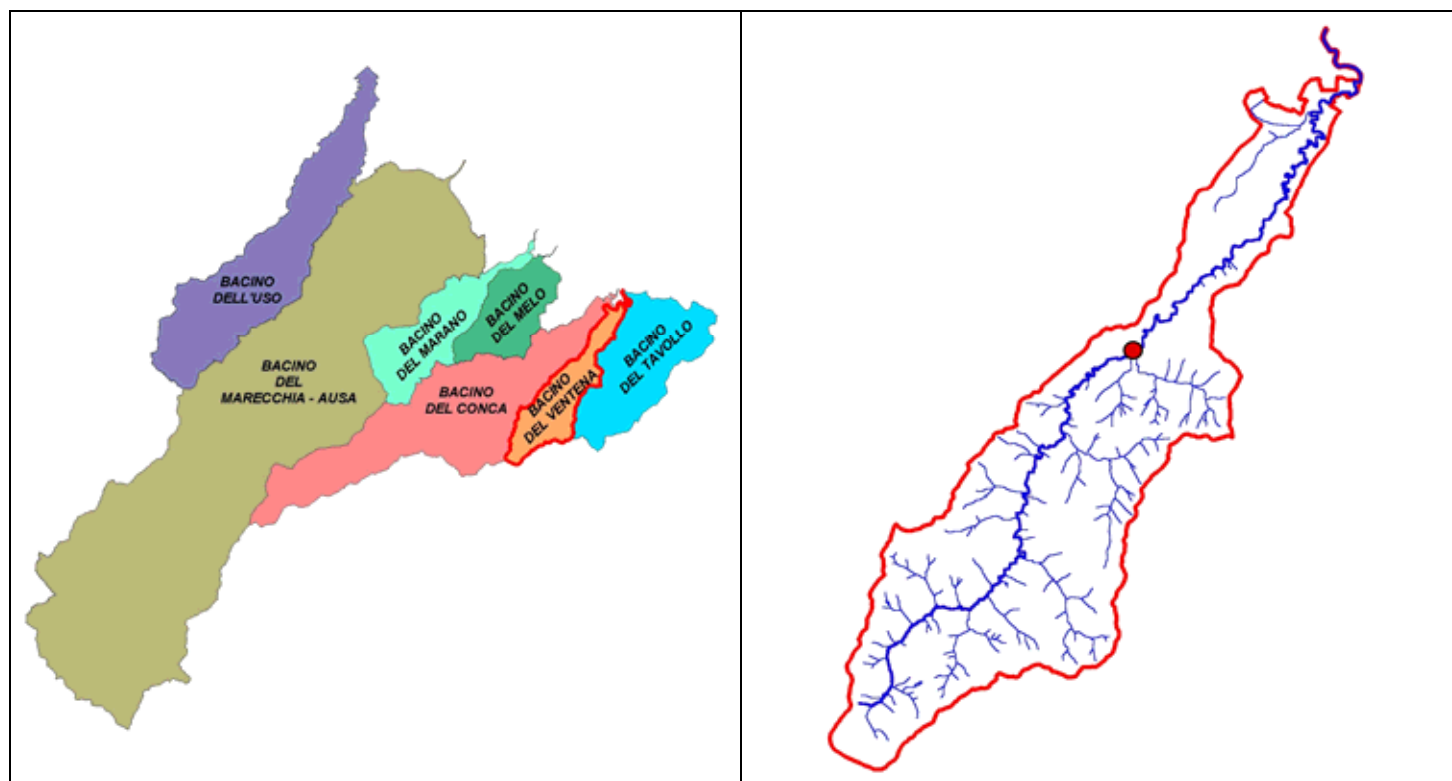 BACINO
DELL'USO
BACINO
DEL MARANO
BACINO
DEL MELO
BACINO
DEL
MARECCHIA - AUSA
BACINO
DEL CONCA
BACINO
DEL VENTENA
BACINO
DEL TAVOLLO